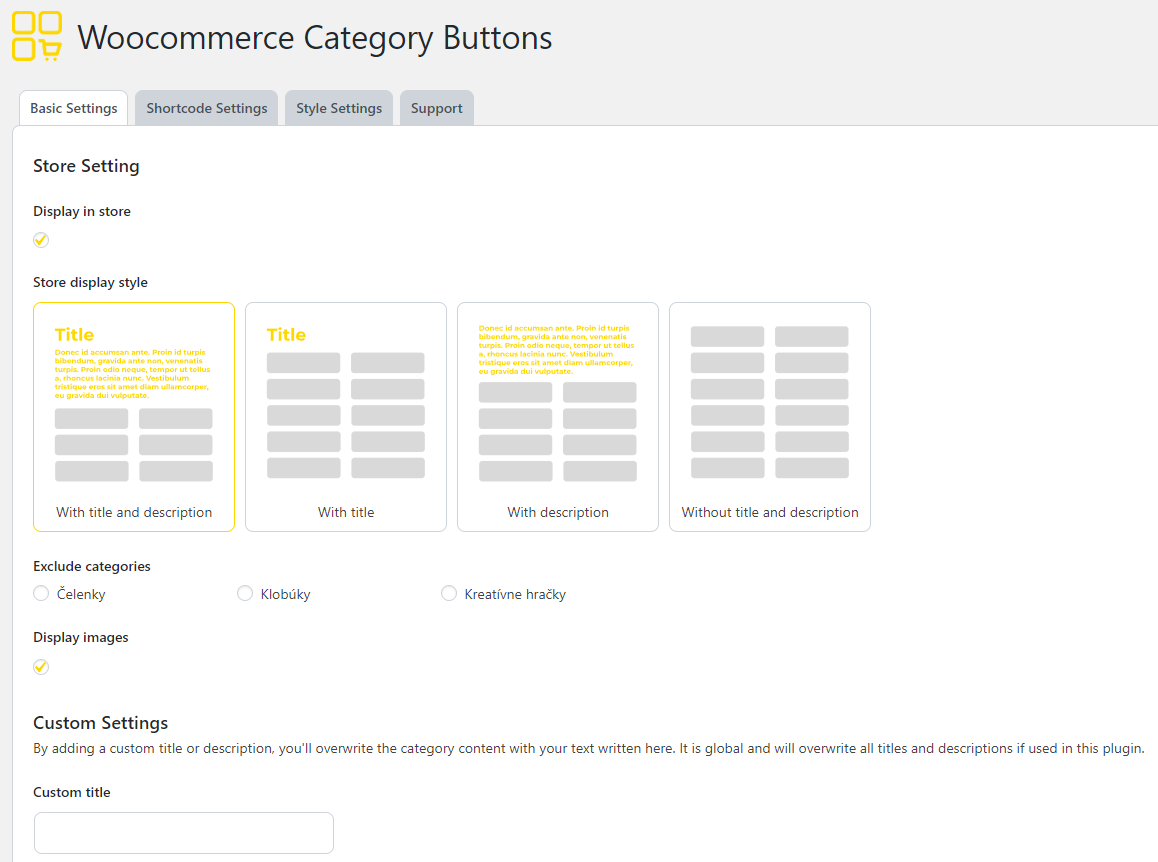 Woocommerce Category Buttons
Basic Settings
Shortcode Settings
Style Settings
Support
Store Setting
Display in store
Store display style
Title
Donec id accumsan ante. Proin id turpis
bibendum, gravida ante non, venenatis
turpis. Proin odio neque, tempor ut tellus
a, rhoncus lacinia nunc. Vestibulum
tristique eros sit amet diam ullamcorper,
eu gravida dui vulputate.
With title and description
Title
With title
Donec id accumsan ante. Proin id turpis
bibendum, gravida ante non, venenatis
turpis. Proin odio neque, tempor ut tellus
a, rhoncus lacinia nunc. Vestibulum
tristique eros sit amet diam ullamcorper,
eu gravida dui vulputate.
With description
Without title and description
Exclude categories
Čelenky
Klobúky
Kreatívne hračky
Display images
Custom Settings
By adding a custom title or description, you'll overwrite the category content with your text written here. It is global and will overwrite all titles and descriptions if used in this plugin.
Custom title